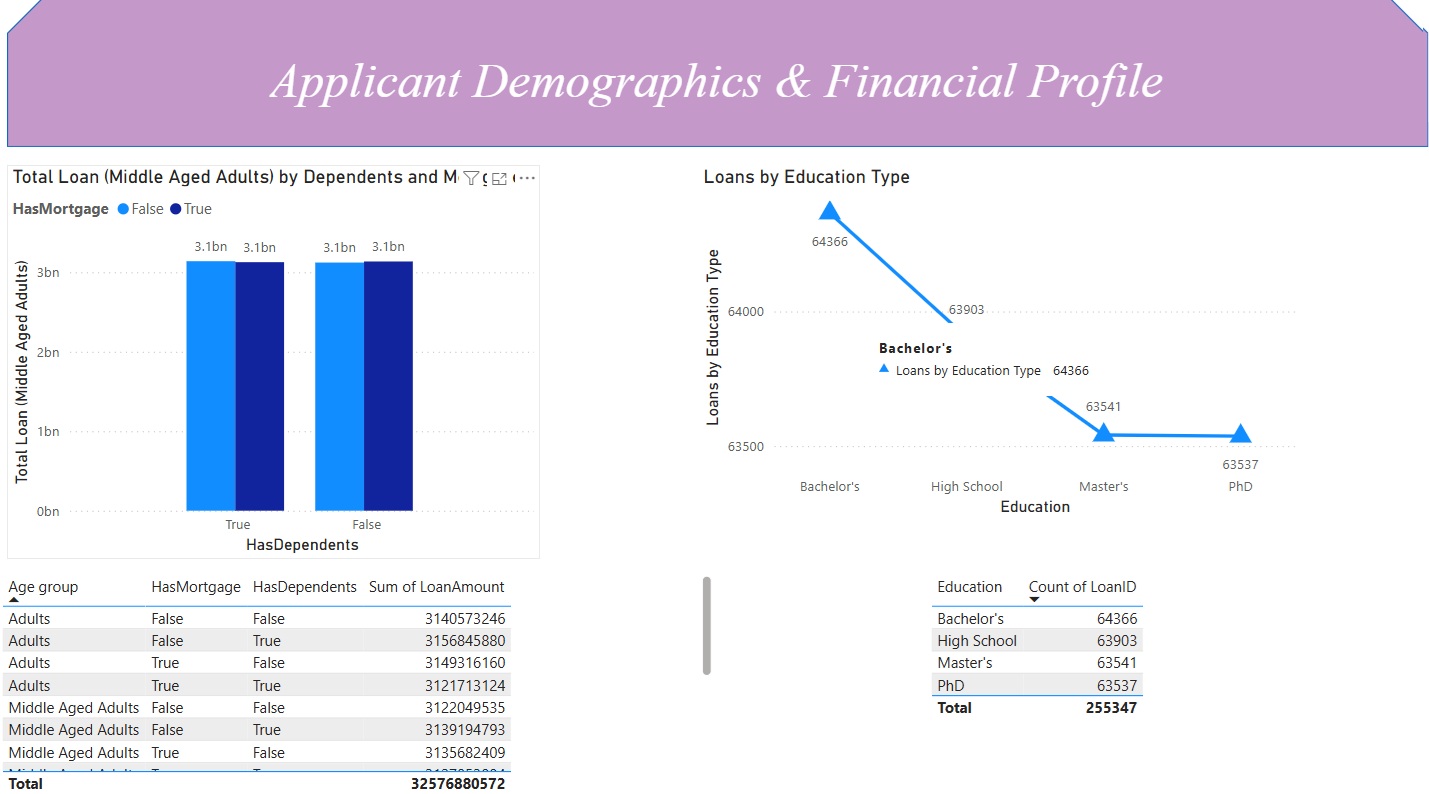 Applicant Demographics & Financial Profile
Total Loan (Middle Aged Adults) by Dependents and M
HasMortgage False True
Total Loan (Middle Aged Adults)
3.1bn 3.1bn 3.1bn 3.1bn
3bn
2bn
1bn
0bn
True False
HasDependents
Loans by Education Type
Loans by Education Type
64366
64000
63903
Bachelor's
Loans by Education Type 64366
63541
63500
63537
Bachelor's High School Master's PhD
Education
Age group HasMortgage HasDependents Sum of LoanAmount
Adults False False 3140573246
Adults False True 3156845880
Adults True False 3149316160
Adults True True 3121713124
Middle Aged Adults False False 3122049535
Middle Aged Adults False True 3139194793
Middle Aged Adults True False 3135682409
Total 32576880572
Education Count of LoanID
Bachelor's 64366
High School 63903
Master's 63541
PhD 63537
Total 255347